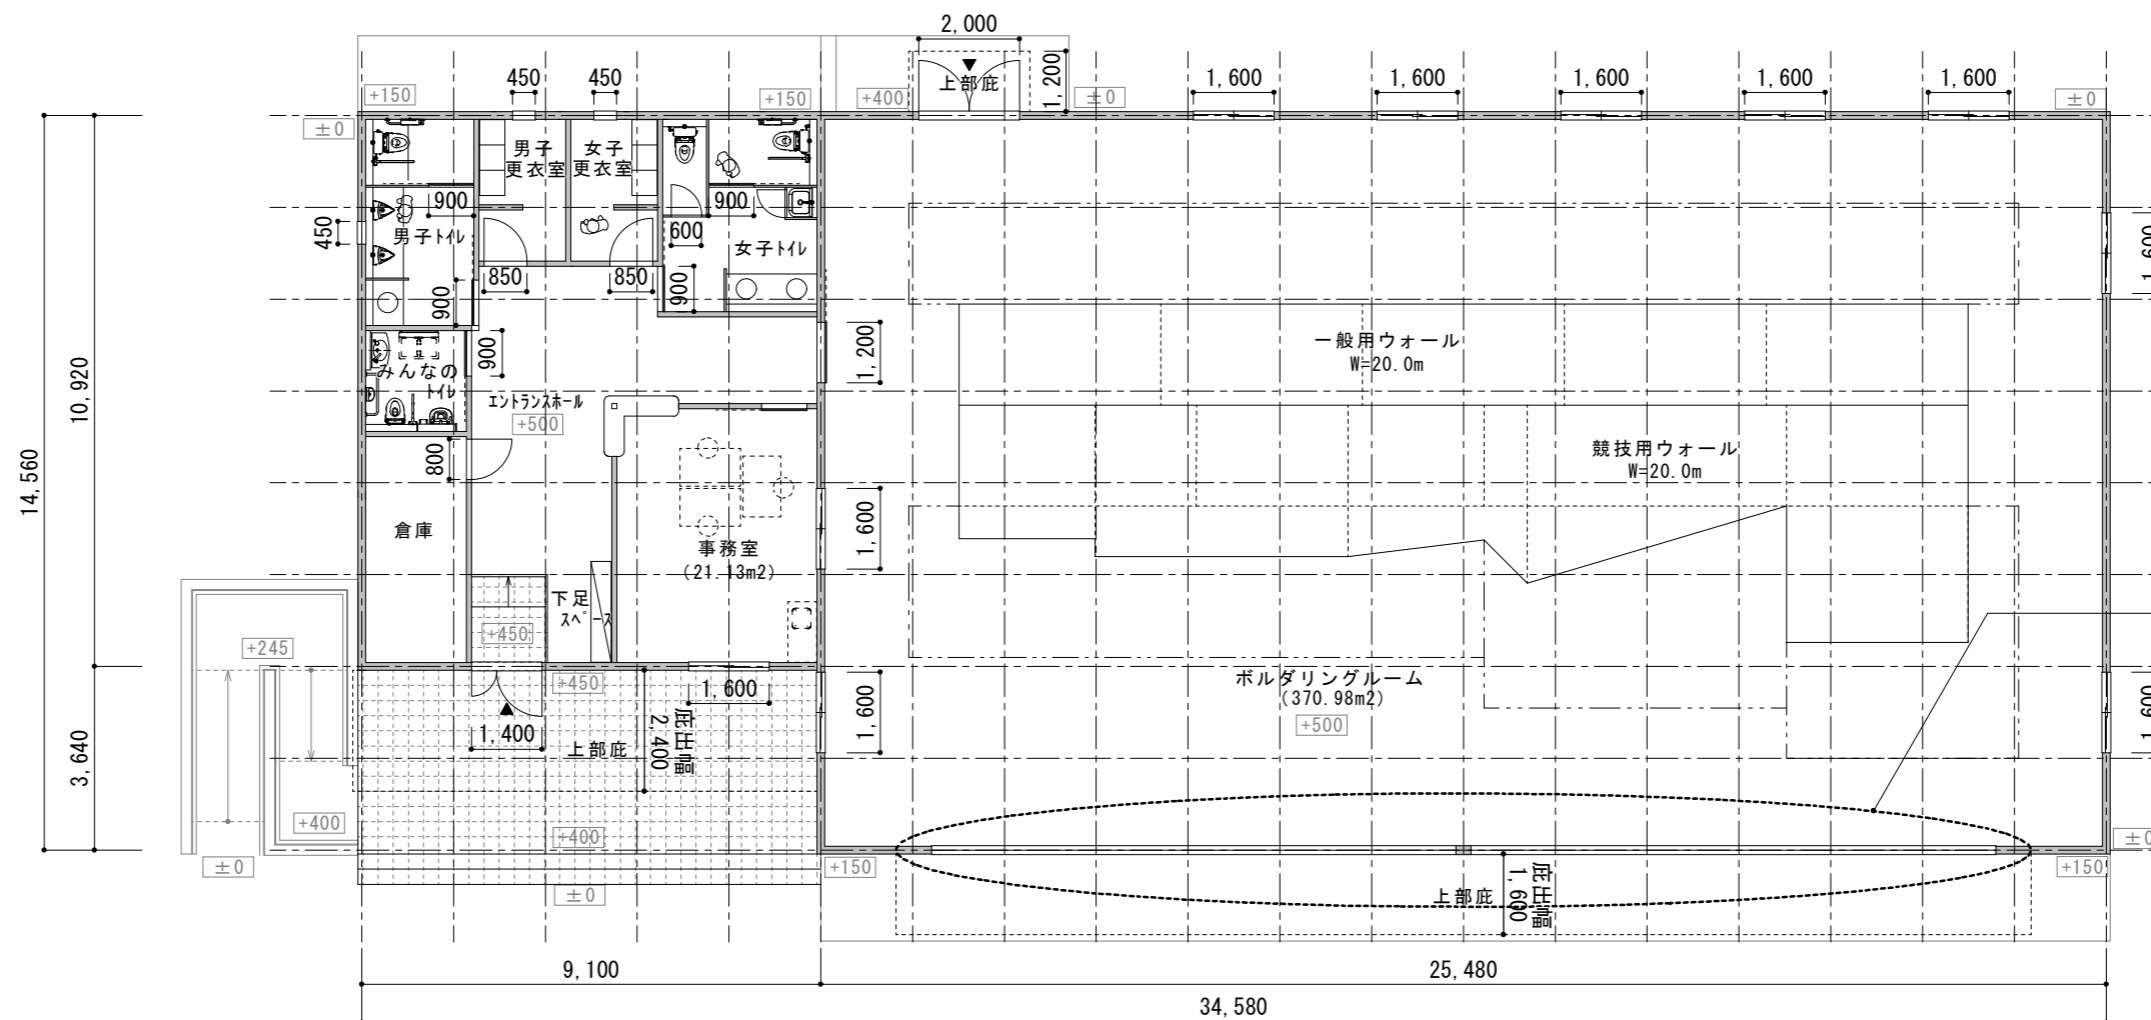 2,000
1,200
450
450
1,600
1,600
1,600
1,600
1,600
+150
+150
+400
上部庇
±0
±0
±0
男子
更衣室
女子
更衣室
900
900
450
男子ﾄｲﾚ
600
女子ﾄｲﾚ
1,600
850
850
900
900
900
1,200
みんなの
ﾄｲﾚ
ｴﾝﾄﾗﾝｽﾎｰﾙ
+500
一般用ウォール
W=20.0m
競技用ウォール
W=20.0m
10,920
14,560
800
倉庫
1,600
事務室
(21.13m2)
下足
ｽﾍﾟｰｽ
+450
+245
+450
1,600
1,400
上部庇
庇出幅
2,400
1,600
ボルダリングルーム
(370.98m2)
+500
1,600
3,640
+400
+400
±0
±0
+150
±0
+150
上部庇
庇出幅
1,600
9,100
25,480
34,580